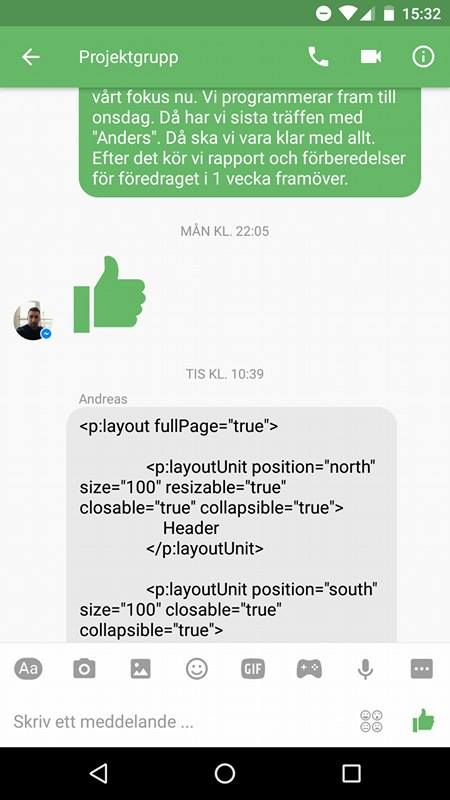 15:32
Projektgrupp
vårt fokus nu. Vi programmerar fram till
onsdag. Då har vi sista träffen med
"Anders". Då ska vi vara klar med allt.
Efter det kör vi rapport och förberedelser
för föredraget i 1 vecka framöver.
MÅN KL. 22:05
TIS KL. 10:39
Andreas
<p:layout fullPage="true">
<p:layoutUnit position="north"
size="100" resizable="true"
closable="true" collapsible="true">
Header
</p:layoutUnit>
<p:layoutUnit position="south"
size="100" closable="true"
collapsible="true">
Aa
GIF
Skriv ett meddelande ...